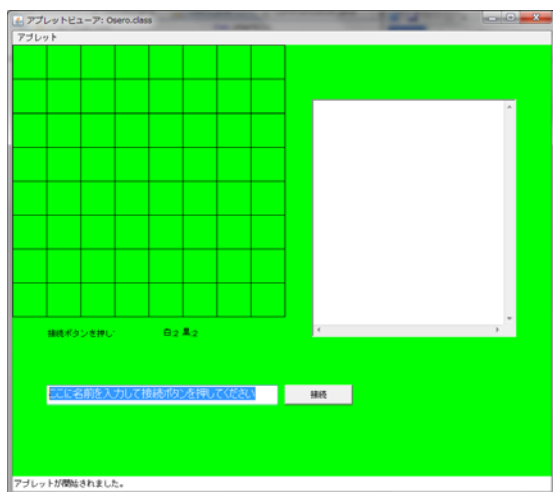 アプレットビューア: Osero.class
アプレット
接続ボタンを押し
白:2 黒:2
ここに名前を入力して接続ボタンを押してください
接続
アプレットが開始されました。